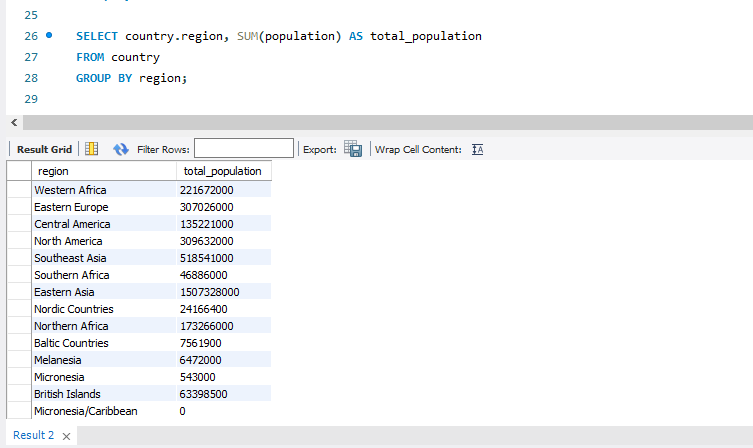 25
26 SELECT country.region, SUM(population) AS total_population
27 FROM country
28 GROUP BY region;
29
Result Grid Filter Rows: Export: Wrap Cell Content: IA
region total_population
Western Africa 221672000
Eastern Europe 307026000
Central America 135221000
North America 309632000
Southeast Asia 518541000
Southern Africa 46886000
Eastern Asia 1507328000
Nordic Countries 24166400
Northern Africa 173266000
Baltic Countries 7561900
Melanesia 6472000
Micronesia 543000
British Islands 63398500
Micronesia/Caribbean 0
Result 2